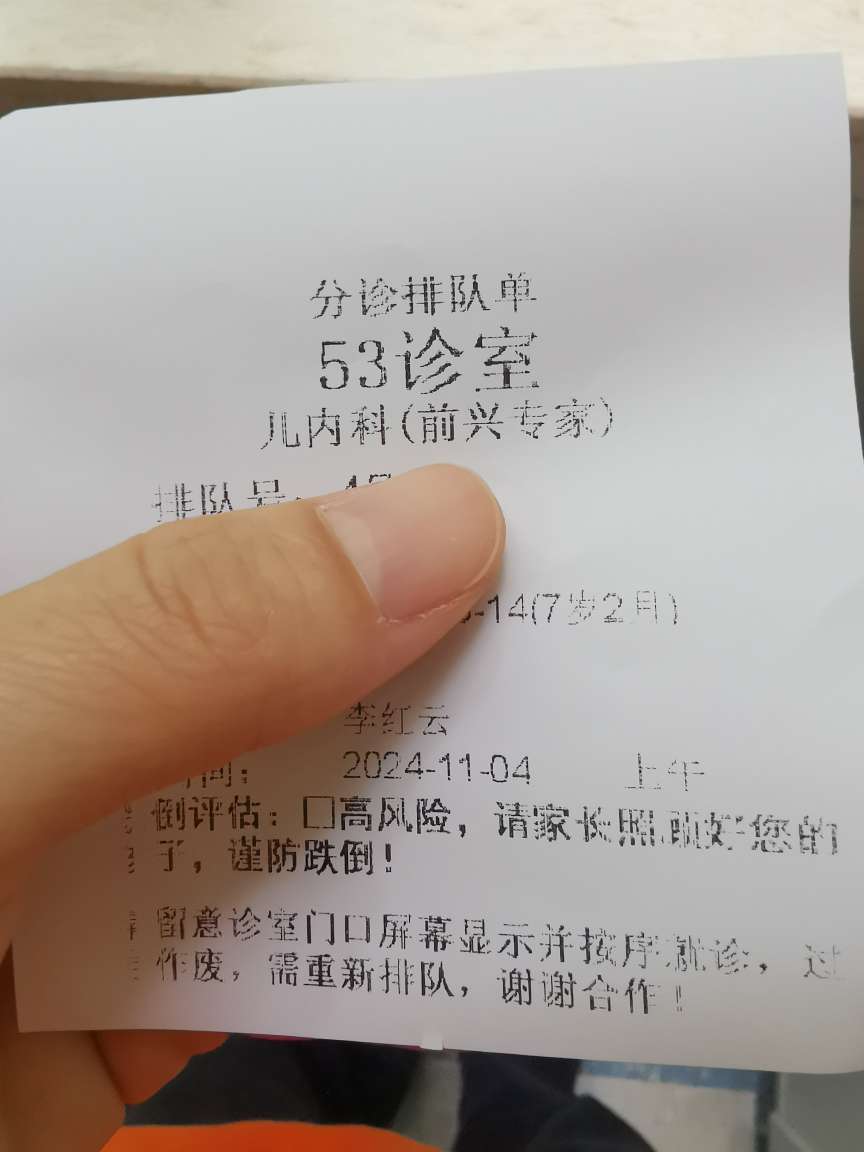 分诊排队单
53诊室
儿内科(前兴专家)
排队号:
-14(7岁2月)
李红云
间: 2024-11-04 上午
倒评估：□高风险，请家长照顾好您的
子，谨防跌倒！
留意诊室门口屏幕显示并按序就诊，过
作废，需重新排队，谢谢合作！